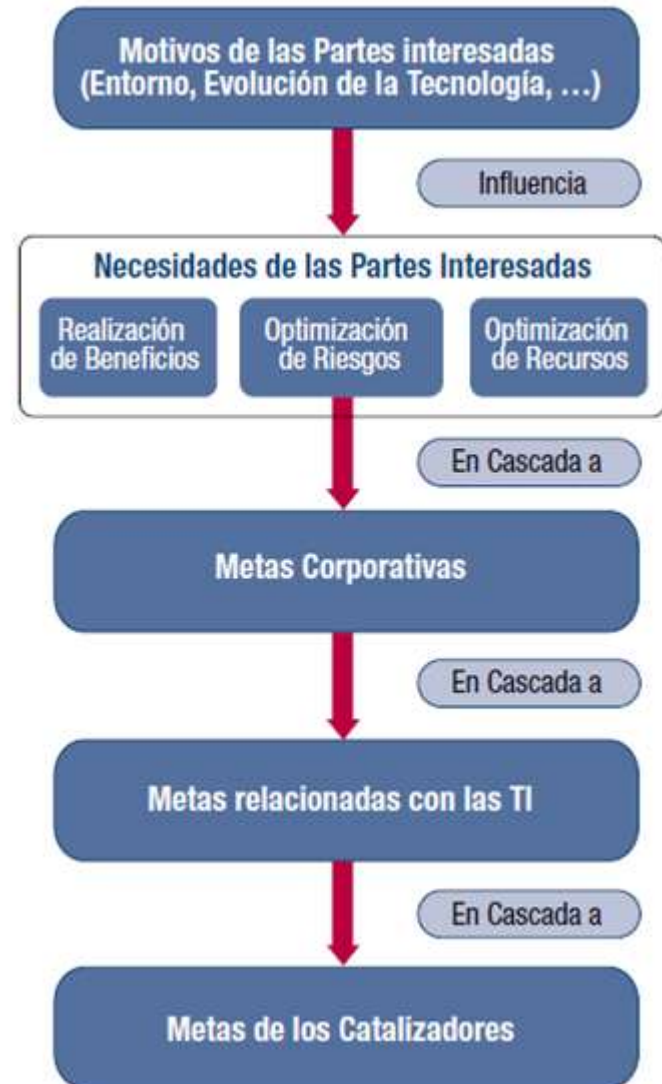 Motivos de las Partes interesadas
(Entorno, Evolución de la Tecnología, …)
Influencia
Necesidades de las Partes Interesadas
Realización
de Beneficios
Optimización
de Riesgos
Optimización
de Recursos
En Cascada a
Metas Corporativas
En Cascada a
Metas relacionadas con las TI
En Cascada a
Metas de los Catalizadores